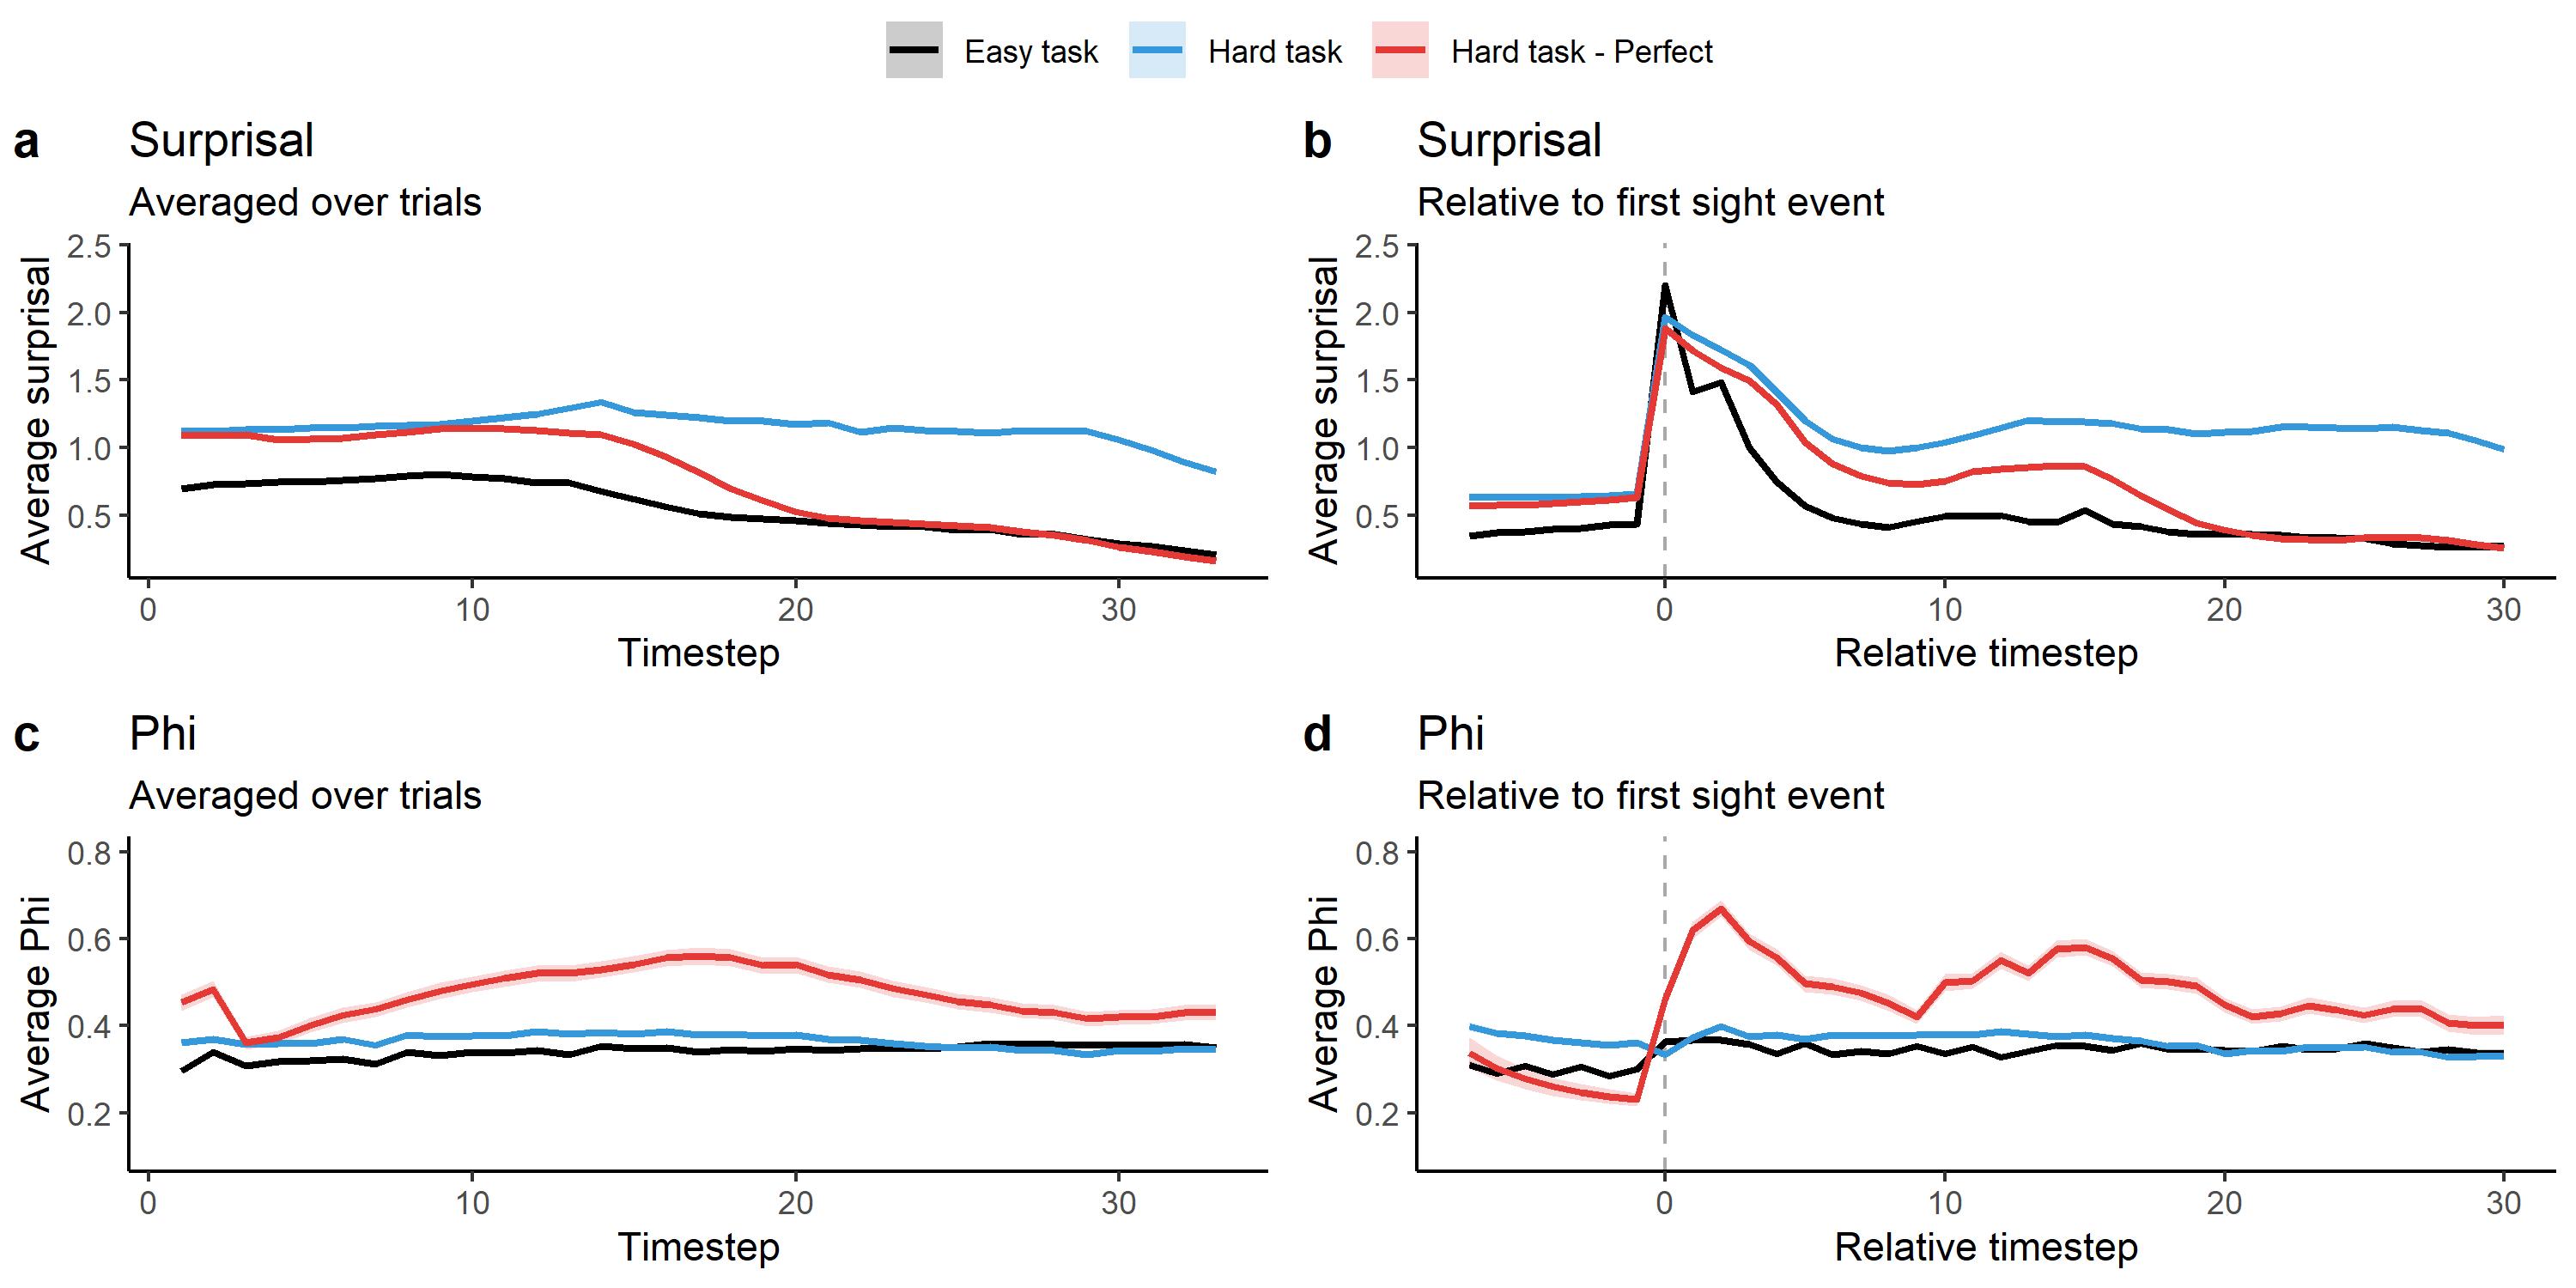 Easy task Hard task Hard task - Perfect
a Surprisal
Averaged over trials
Average surprisal
2.5
2.0
1.5
1.0
0.5
0 10 20 30
Timestep
b Surprisal
Relative to first sight event
Average surprisal
2.5
2.0
1.5
1.0
0.5
0 10 20 30
Relative timestep
c Phi
Averaged over trials
Average Phi
0.8
0.6
0.4
0.2
0 10 20 30
Timestep
d Phi
Relative to first sight event
Average Phi
0.8
0.6
0.4
0.2
0 10 20 30
Relative timestep